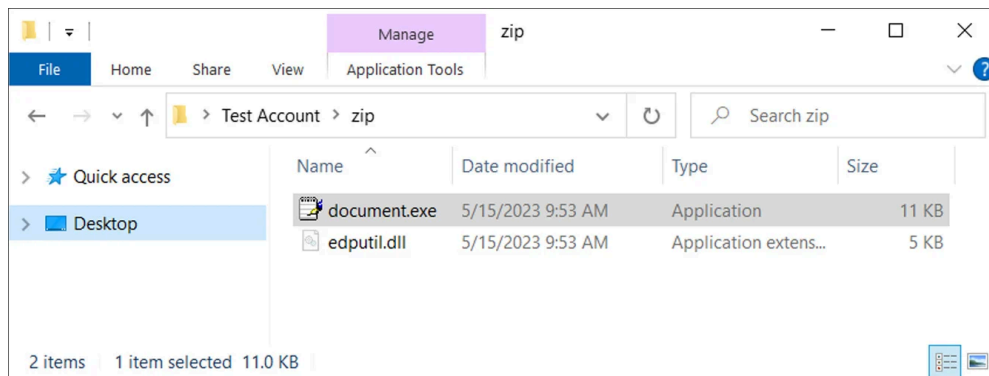 Manage zip
File Home Share View Application Tools ?
Test Account zip Search zip
Quick access
Desktop
Name Date modified Type Size
document.exe 5/15/2023 9:53 AM Application 11 KB
edputil.dll 5/15/2023 9:53 AM Application extens... 5 KB
2 items 1 item selected 11.0 KB